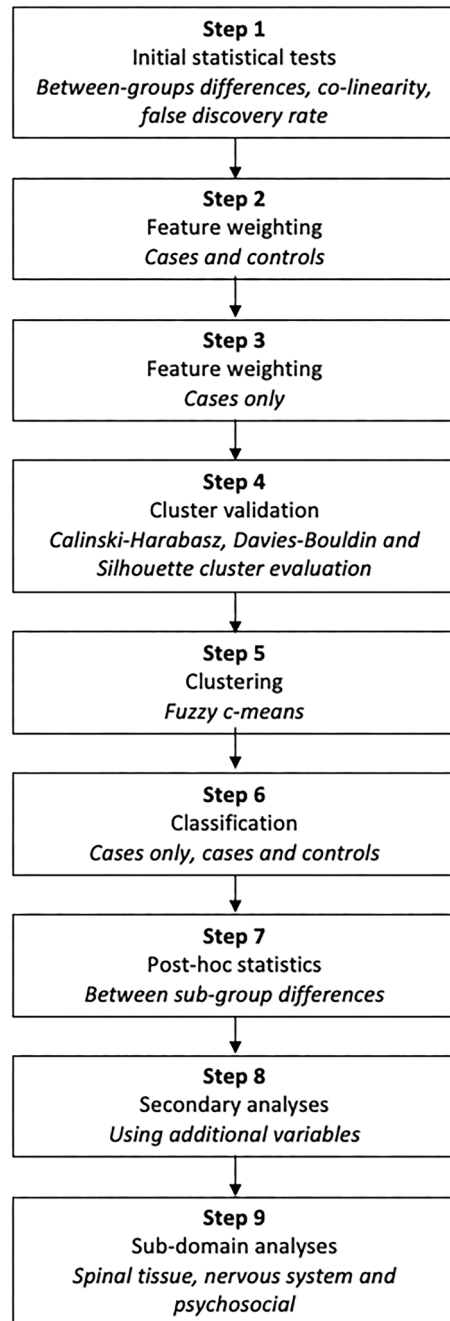 Step 1
Initial statistical tests
Between-groups differences, co-linearity,
false discovery rate
Step 2
Feature weighting
Cases and controls
Step 3
Feature weighting
Cases only
Step 4
Cluster validation
Calinski-Harabasz, Davies-Bouldin and
Silhouette cluster evaluation
Step 5
Clustering
Fuzzy c-means
Step 6
Classification
Cases only, cases and controls
Step 7
Post-hoc statistics
Between sub-group differences
Step 8
Secondary analyses
Using additional variables
Step 9
Sub-domain analyses
Spinal tissue, nervous system and
psychosocial